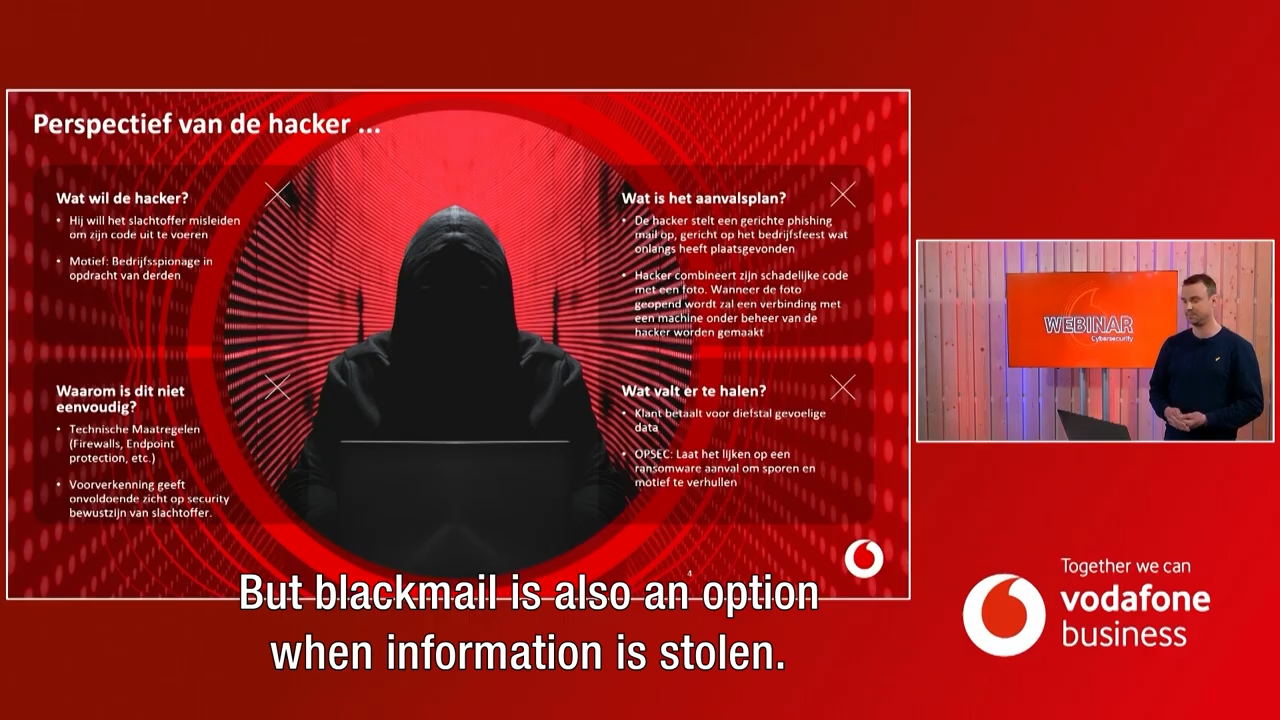 Perspectief van de hacker ...
Wat wil de hacker?
• Hij wil het slachtoffer misleiden
om zijn code uit te voeren
• Motief: Bedrijfsspionage in
opdracht van derden
Wat is het aanvalsplan?
• De hacker stelt een gerichte phishing
mail op, gericht op het bedrijfsfeest wat
onlangs heeft plaatsgevonden
• Hacker combineert zijn schadelijke code
met een foto. Wanneer de foto
geopend wordt zal een verbinding met
een machine onder beheer van de
hacker worden gemaakt
Waarom is dit niet
eenvoudig?
• Technische Maatregelen
(Firewalls, Endpoint
protection, etc.)
• Voorverkenning geeft
onvoldoende zicht op security
bewustzijn van slachtoffer.
Wat valt er te halen?
• Klant betaalt voor diefstal gevoelige
data
• OPSEC: Laat het lijken op een
ransomware aanval om sporen en
motief te verhullen
4
WEBINAR
Cybersecurity
Together we can
vodafone
business
But blackmail is also an option
when information is stolen.